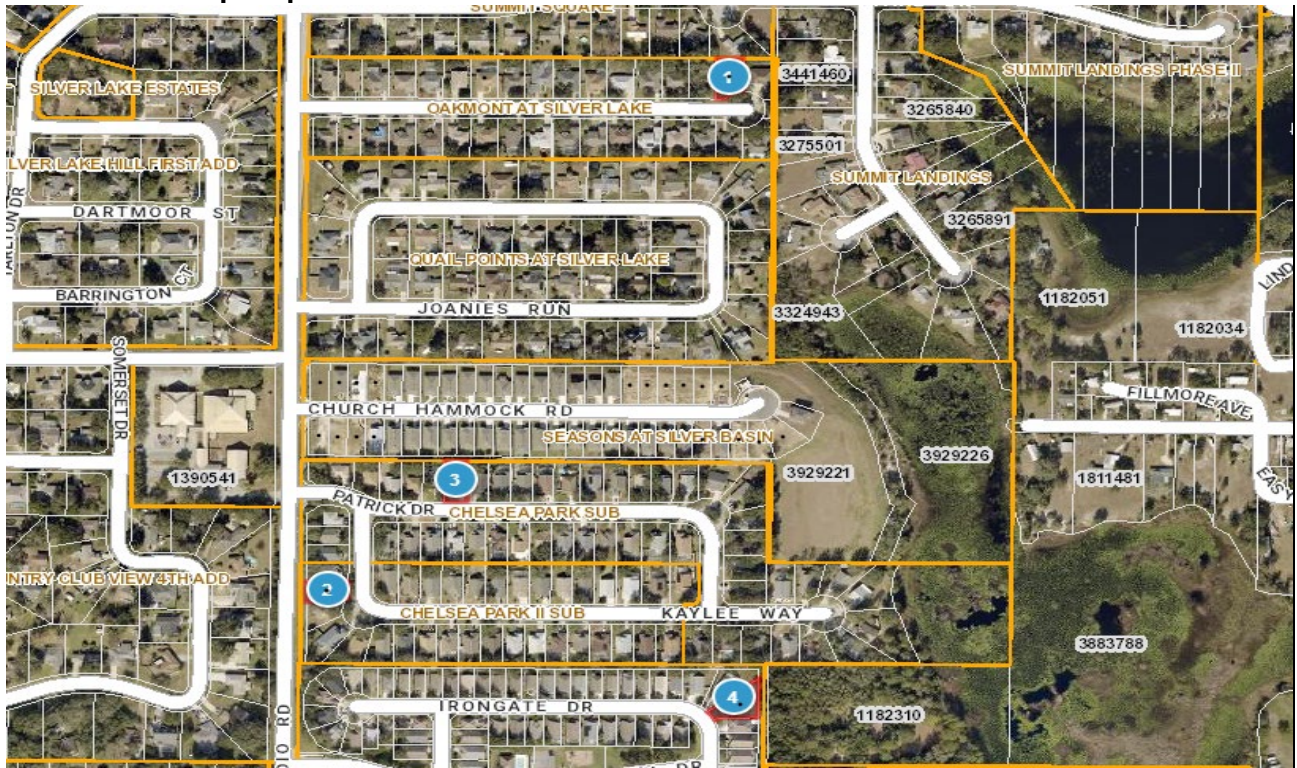 SUMMIT SQUARE
1
3441460
SUMMIT LANDINGS PHASE II
SILVER LAKE ESTATES
OAKMONT AT SILVER LAKE
3265840
3275501
LVER LAKE HILL FIRST ADD
SUMMIT LANDINGS
TARLTON DR
DARTMOOR ST
3265891
QUAIL POINTS AT SILVER LAKE
BARRINGTON CT
JOANIES RUN
3324943
1182051
1182034
LIND
SOMERSET DR
FILLMORE AVE
CHURCH HAMMOCK RD
SEASONS AT SILVER BASIN
3929226
1390541
3
3929221
1811481
EASY
PATRICK DR
CHELSEA PARK SUB
NTRY CLUB VIEW 4TH ADD
2
CHELSEA PARK II SUB
KAYLEE WAY
3883788
4
IRONGATE DR
1182310
DIO RD
DR